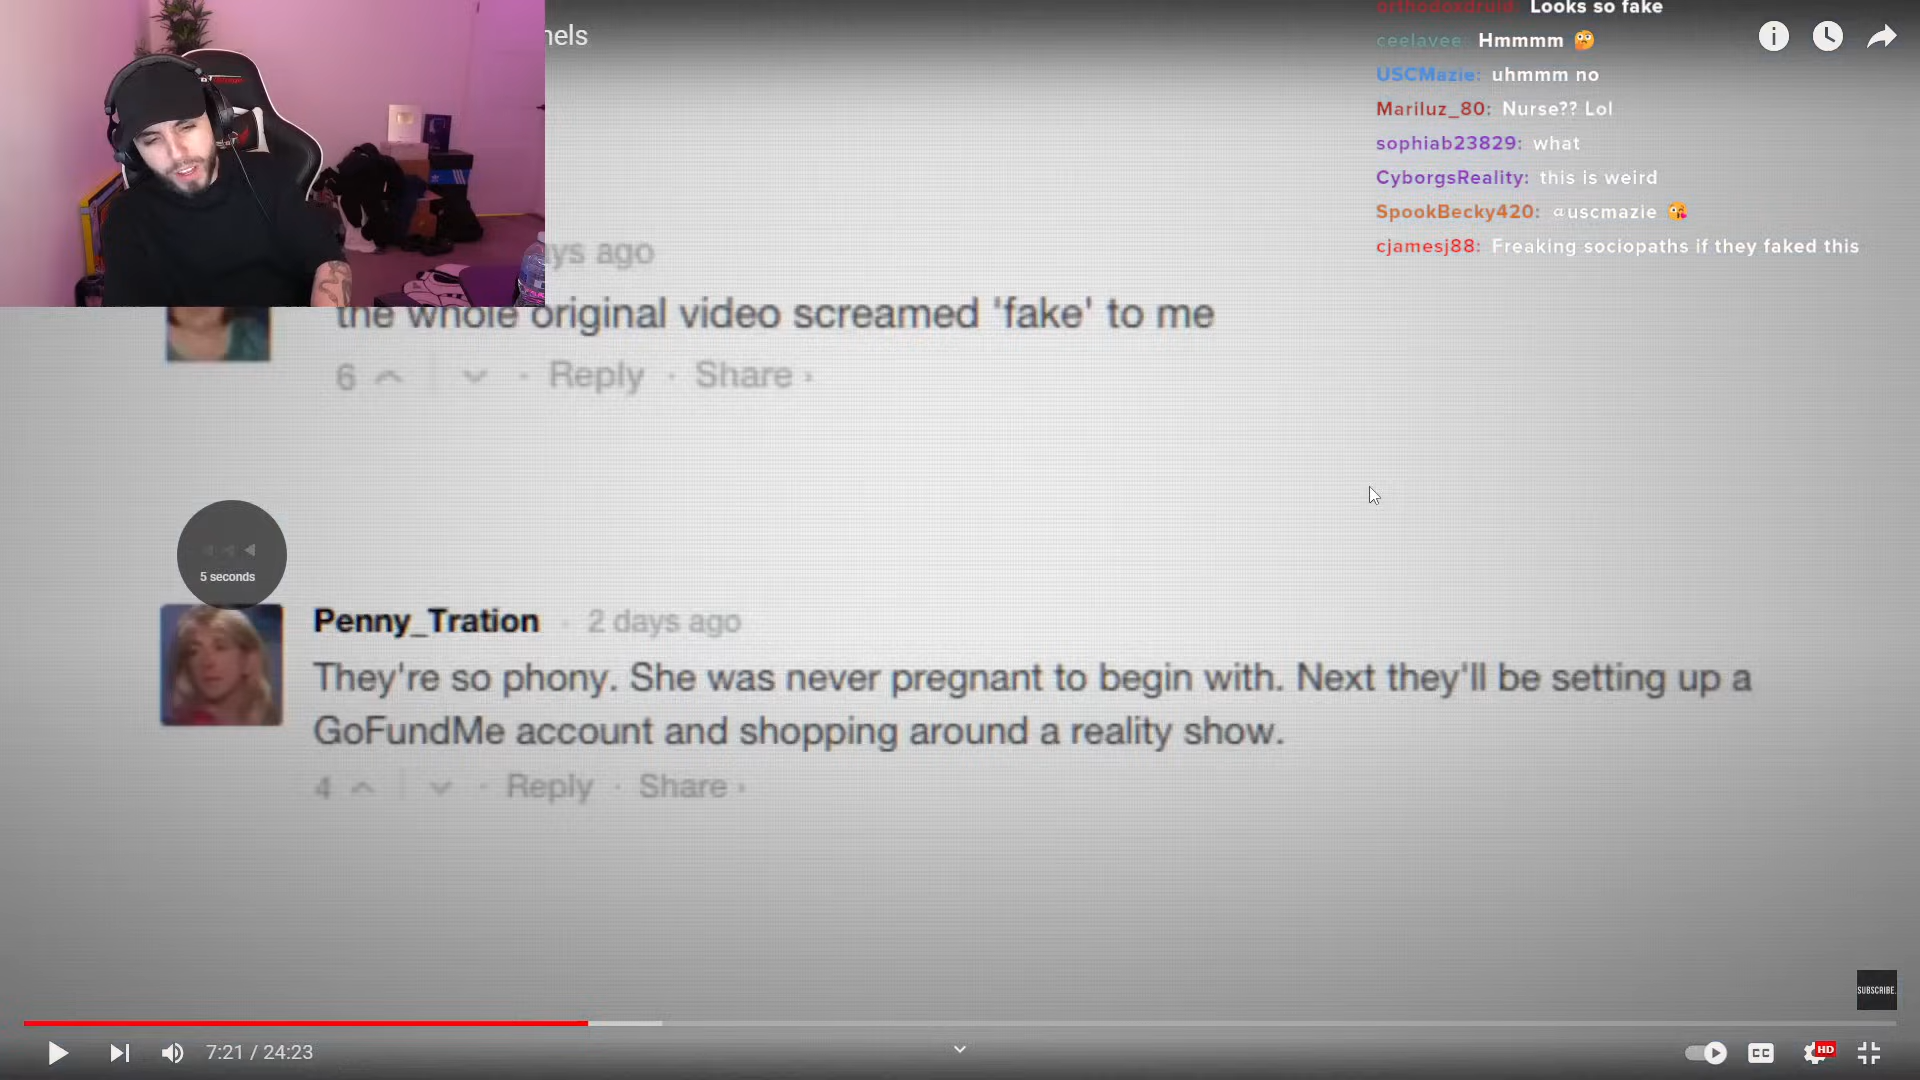 nels
orthodoxdruid: Looks so fake
ceelavee: Hmmmm 🤔
USCMazie: uhmmm no
Mariluz_80: Nurse?? Lol
sophiab23829: what
CyborgsReality: this is weird
SpookBecky420: @uscmazie 😘
cjamesj88: Freaking sociopaths if they faked this
ys ago
the whole original video screamed 'fake' to me
6 · Reply · Share ›
5 seconds
Penny_Tration · 2 days ago
They're so phony. She was never pregnant to begin with. Next they'll be setting up a
GoFundMe account and shopping around a reality show.
4 · Reply · Share ›
SUBSCRIBE.
7:21 / 24:23
CC
HD